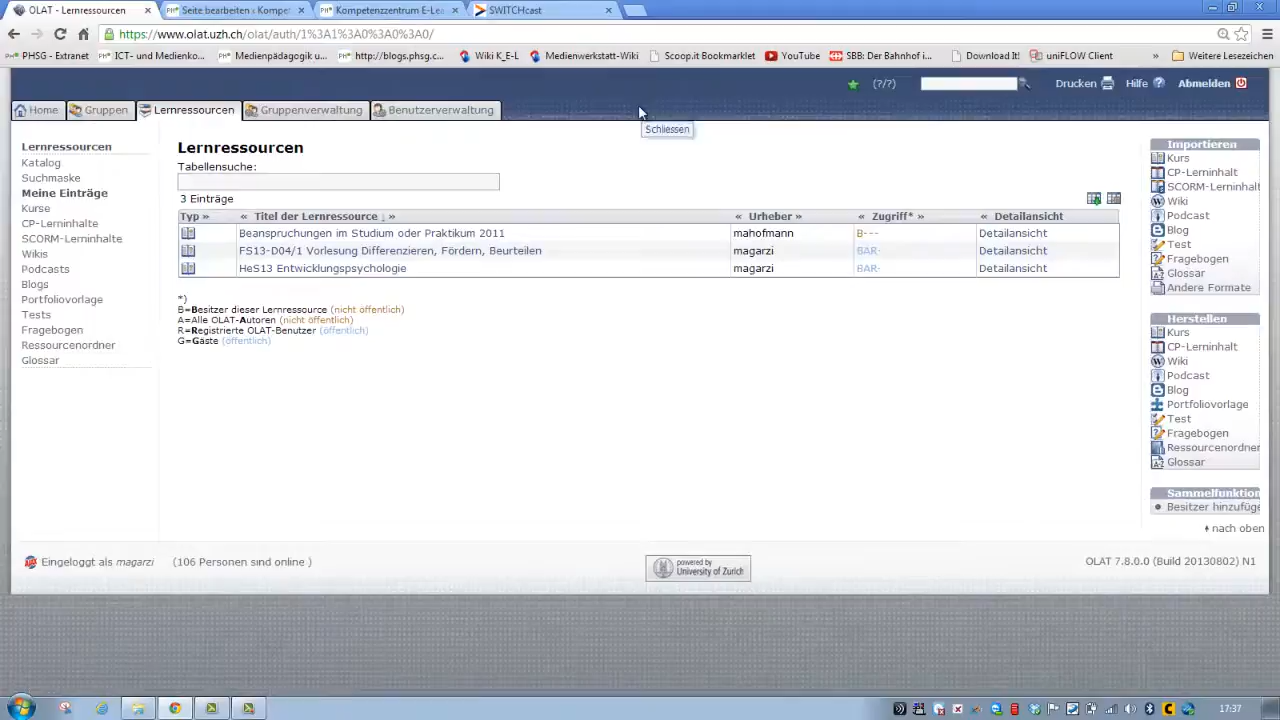 OLAT - Lernressourcen
Seite bearbeiten ‹ Kompet
Kompetenzzentrum E-Lea
SWITCHcast
https://www.olat.uzh.ch/olat/auth/1%3A1%3A0%3A0%3A0/
PHSG - Extranet
ICT- und Medienko...
Medienpädagogik u...
http://blogs.phsg.c...
Wiki K_E-L
Medienwerkstatt-Wiki
Scoop.it Bookmarklet
YouTube
SBB: Der Bahnhof i...
Download It!
uniFLOW Client
»
Weitere Lesezeichen
(?/?)
Drucken
Hilfe
Abmelden
Home
Gruppen
Lernressourcen
Gruppenverwaltung
Benutzerverwaltung
Schliessen
Lernressourcen
Katalog
Suchmaske
Meine Einträge
Kurse
CP-Lerninhalte
SCORM-Lerninhalte
Wikis
Podcasts
Blogs
Portfoliovorlage
Tests
Fragebogen
Ressourcenordner
Glossar
Lernressourcen
Tabellensuche:
3 Einträge
Typ » « Titel der Lernressource ↓ » « Urheber » « Zugriff* » « Detailansicht
Beanspruchungen im Studium oder Praktikum 2011 mahofmann B--- Detailansicht
FS13-D04/1 Vorlesung Differenzieren, Fördern, Beurteilen magarzi BAR- Detailansicht
HeS13 Entwicklungspsychologie magarzi BAR- Detailansicht
*)
B=Besitzer dieser Lernressource (nicht öffentlich)
A=Alle OLAT-Autoren (nicht öffentlich)
R=Registrierte OLAT-Benutzer (öffentlich)
G=Gäste (öffentlich)
Importieren
Kurs
CP-Lerninhalt
SCORM-Lerninhalt
Wiki
Podcast
Blog
Test
Fragebogen
Glossar
Andere Formate
Herstellen
Kurs
CP-Lerninhalt
Wiki
Podcast
Blog
Portfoliovorlage
Test
Fragebogen
Ressourcenordner
Glossar
Sammelfunktion
Besitzer hinzufüge
nach oben
Eingeloggt als magarzi (106 Personen sind online )
powered by
University of Zurich
OLAT 7.8.0.0 (Build 20130802) N1
17:37